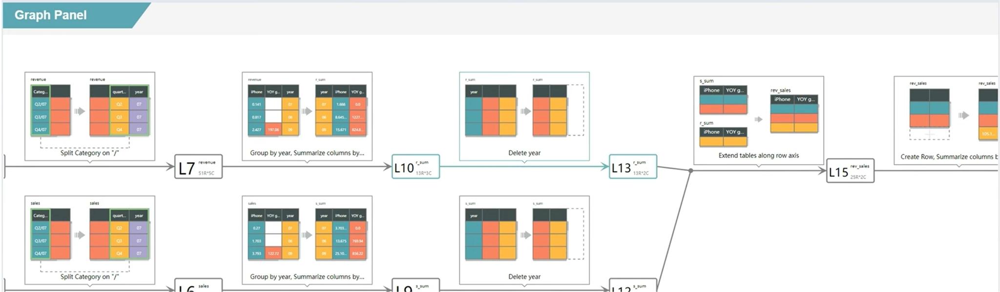 Graph Panel
revenue revenue
Categ... quart... year
Q2/07 Q2 07
Q3/07 Q3 07
Q4/07 Q4 07
Split Category on "/"
L7 revenue
51R*5C
revenue r_sum
iPhone YOY g... year year iPhone YOY g...
0.141 07 07 1.666 0.0
0.817 08 08 8.645... 1227...
2.427 197.06 09 09 15.671 824.8...
Group by year, Summarize columns by...
L10 r_sum
13R*3C
r_sum r_sum
year
Delete year
L13 r_sum
13R*2C
s_sum
iPhone YOY g...
r_sum
iPhone YOY g...
rev_sales
iPhone YOY g...
Extend tables along row axis
L15 rev_sales
25R*2C
rev_sales rev_sales
105.1...
Create Row, Summarize columns b
sales sales
Categ... quart... year
Q2/07 Q2 07
Q3/07 Q3 07
Q4/07 Q4 07
Split Category on "/"
L6 sales
sales s_sum
iPhone YOY g... year year iPhone YOY g...
0.27 07 07 3.703... 0.0
1.703 08 08 13.675 769.94
3.793 122.72 09 09 25.10... 856.22
Group by year, Summarize columns by...
L9 s_sum
s_sum s_sum
year
Delete year
L12 s_sum